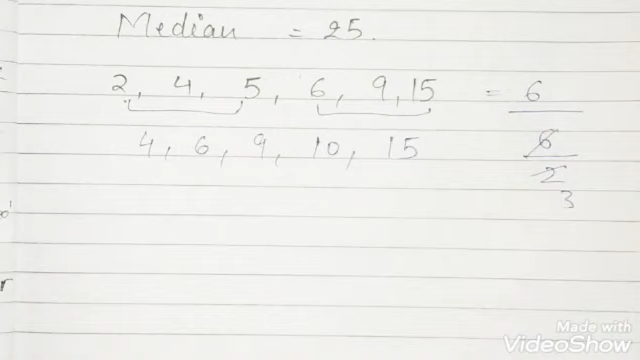 Median = 25.
2, 4, 5, 6, 9, 15 = 6
4, 6, 9, 10, 15
6
2
3
Made with
VideoShow